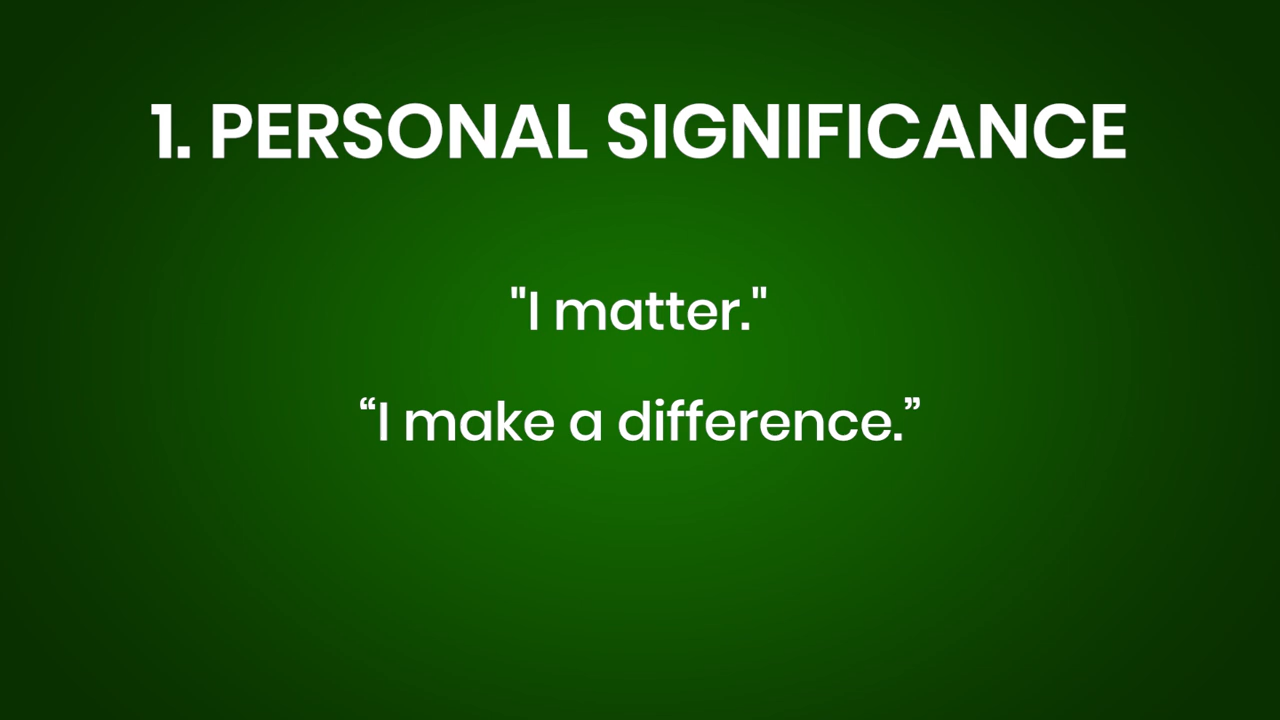 1. PERSONAL SIGNIFICANCE
"I matter."
“I make a difference.”